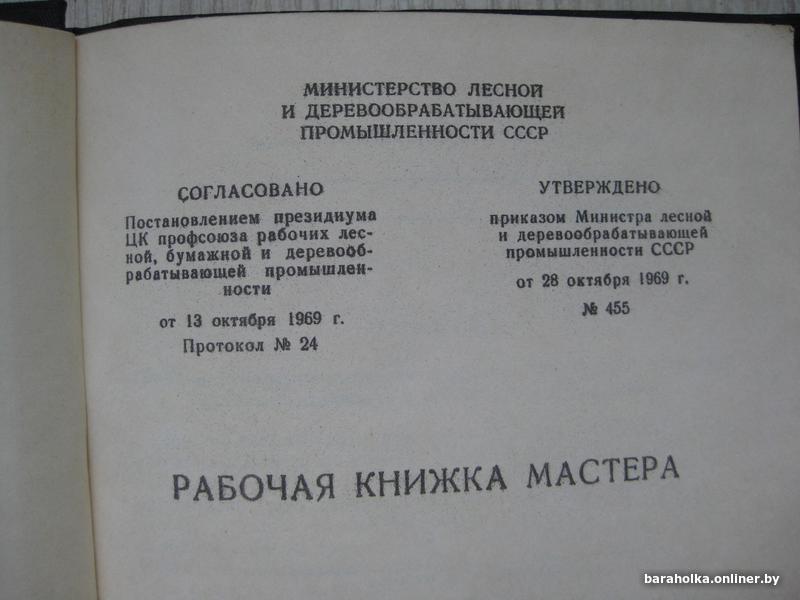 МИНИСТЕРСТВО ЛЕСНОЙ
И ДЕРЕВООБРАБАТЫВАЮЩЕЙ
ПРОМЫШЛЕННОСТИ СССР
СОГЛАСОВАНО
Постановлением президиума
ЦК профсоюза рабочих лес-
ной, бумажной и деревооб-
рабатывающей промышлен-
ности
от 13 октября 1969 г.
Протокол № 24
УТВЕРЖДЕНО
приказом Министра лесной
и деревообрабатывающей
промышленности СССР
от 28 октября 1969 г.
№ 455
РАБОЧАЯ КНИЖКА МАСТЕРА
baraholka.onliner.by